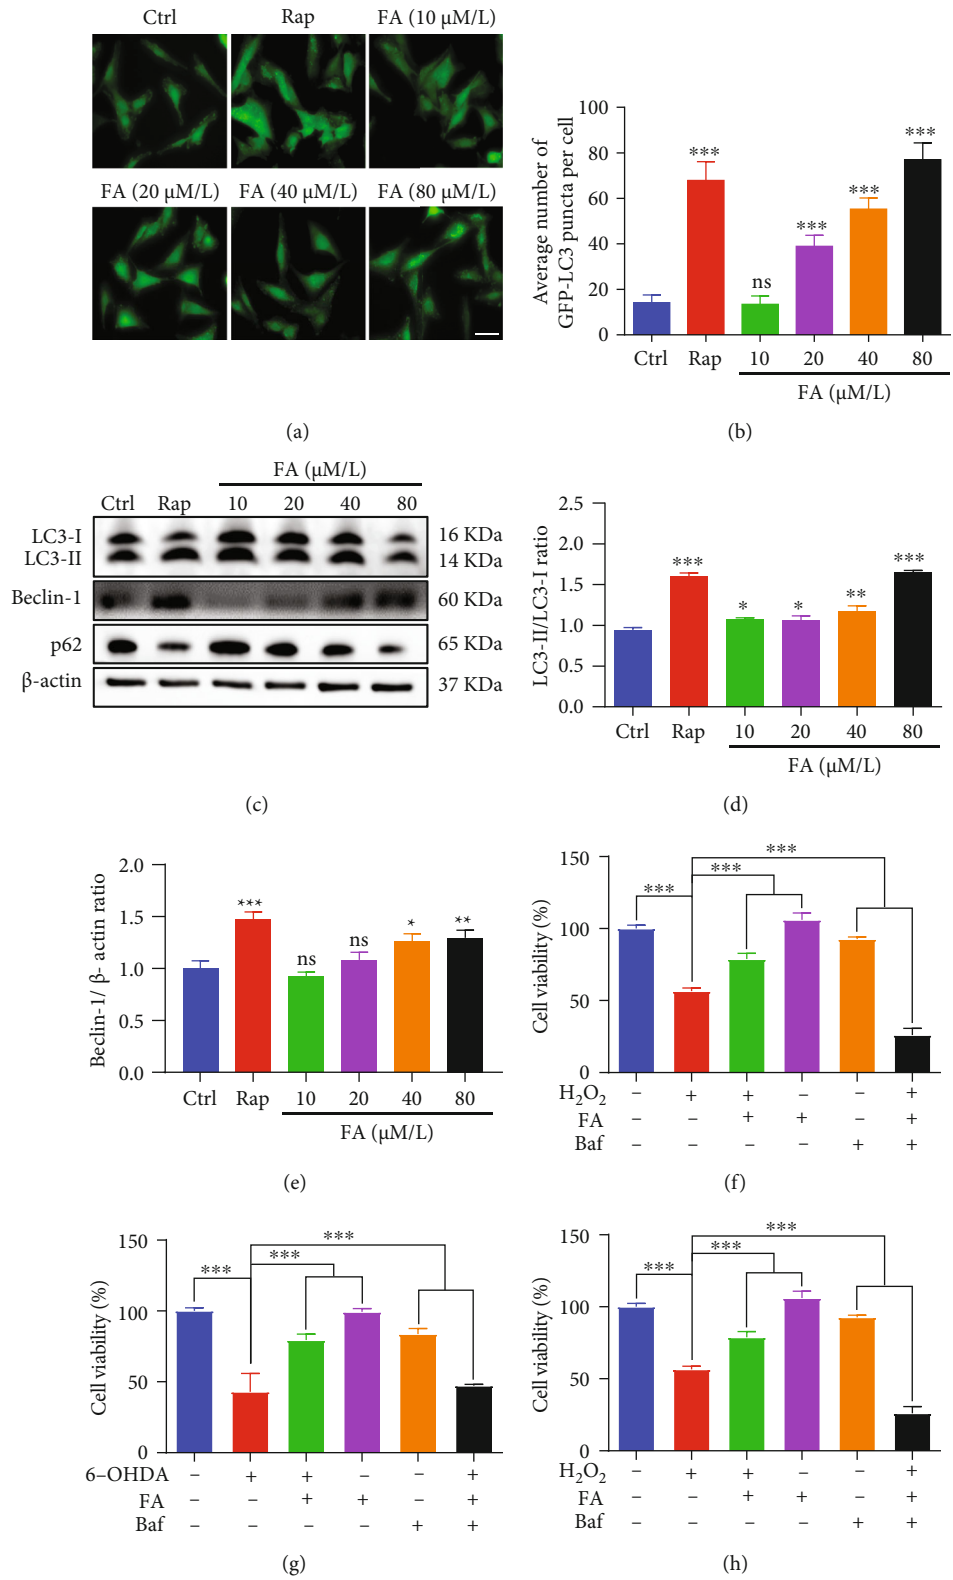 Ctrl Rap FA (10 µM/L)
FA (20 µM/L) FA (40 µM/L) FA (80 µM/L)
(a)
Average number of
GFP-LC3 puncta per cell
100
80
60
40
20
0
*** ns *** *** ***
Ctrl Rap 10 20 40 80
FA (µM/L)
(b)
FA (µM/L)
Ctrl Rap 10 20 40 80
LC3-I 16 KDa
LC3-II 14 KDa
Beclin-1 60 KDa
p62 65 KDa
β-actin 37 KDa
(c)
LC3-II/LC3-I ratio
2.5
2.0
1.5
1.0
0.5
0.0
*** * * ** ***
Ctrl Rap 10 20 40 80
FA (µM/L)
(d)
Beclin-1/ β- actin ratio
2.0
1.5
1.0
0.5
0.0
*** ns ns * **
Ctrl Rap 10 20 40 80
FA (µM/L)
(e)
Cell viability (%)
150
100
50
0
*** *** ***
H₂O₂ − + + − − +
FA − − + + − +
Baf − − − − + +
(f)
Cell viability (%)
150
100
50
0
*** *** ***
6–OHDA − + + − − +
FA − − + + − +
Baf − − − − + +
(g)
Cell viability (%)
150
100
50
0
*** *** ***
H₂O₂ − + + − − +
FA − − + + − +
Baf − − − − + +
(h)